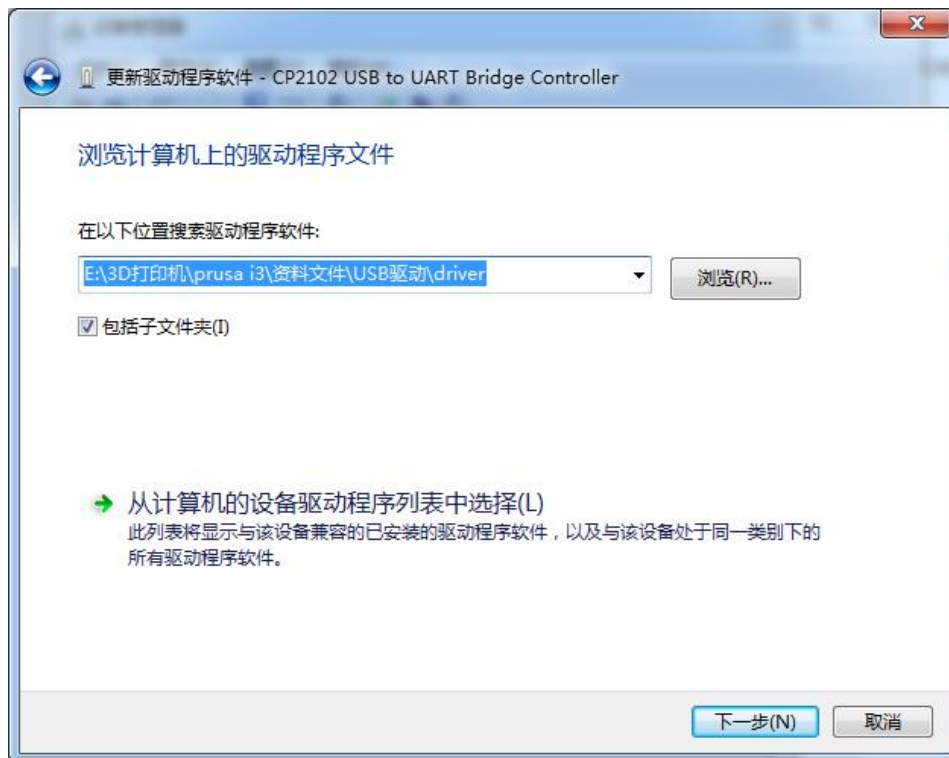 更新驱动程序软件 - CP2102 USB to UART Bridge Controller
浏览计算机上的驱动程序文件
在以下位置搜索驱动程序软件:
E:\3D打印机\prusa i3\资料文件\USB驱动\driver
浏览(R)...
包括子文件夹(I)
从计算机的设备驱动程序列表中选择(L)
此列表将显示与该设备兼容的已安装的驱动程序软件，以及与该设备处于同一类别下的
所有驱动程序软件。
下一步(N)
取消